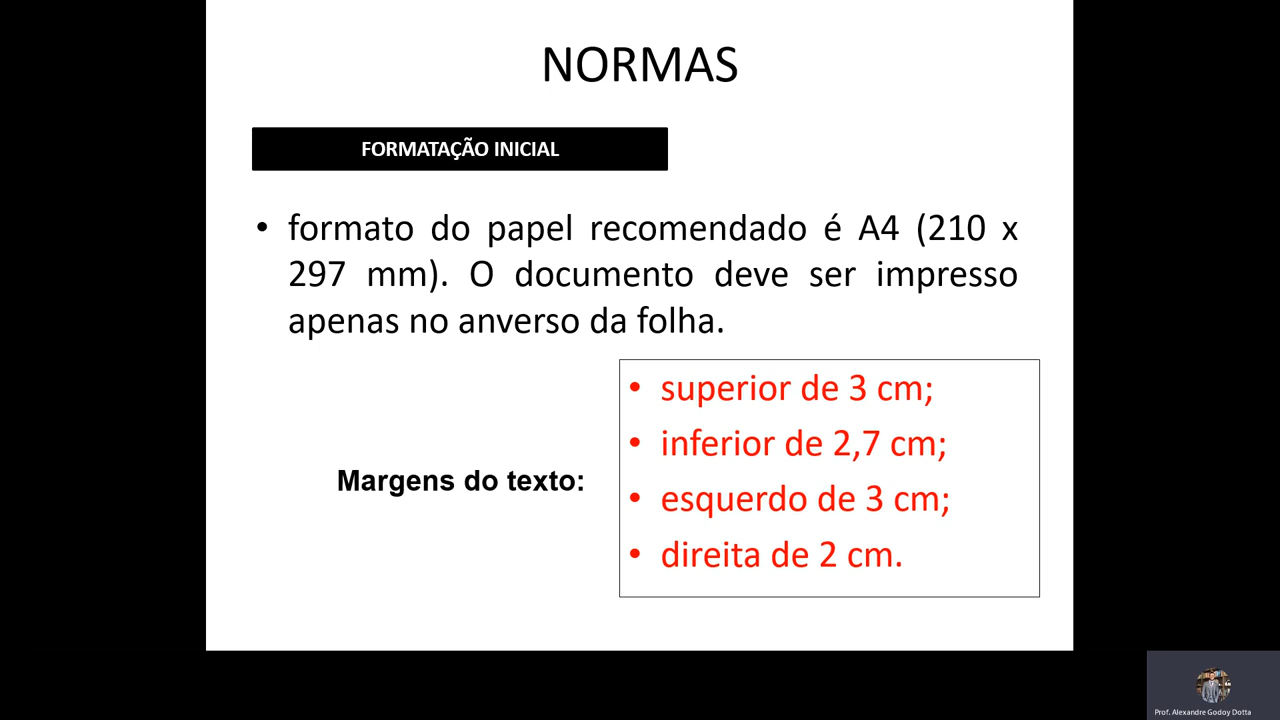 NORMAS
FORMATAÇÃO INICIAL
• formato do papel recomendado é A4 (210 x
297 mm). O documento deve ser impresso
apenas no anverso da folha.
Margens do texto:
• superior de 3 cm;
• inferior de 2,7 cm;
• esquerdo de 3 cm;
• direita de 2 cm.
Prof. Alexandre Godoy Dotta